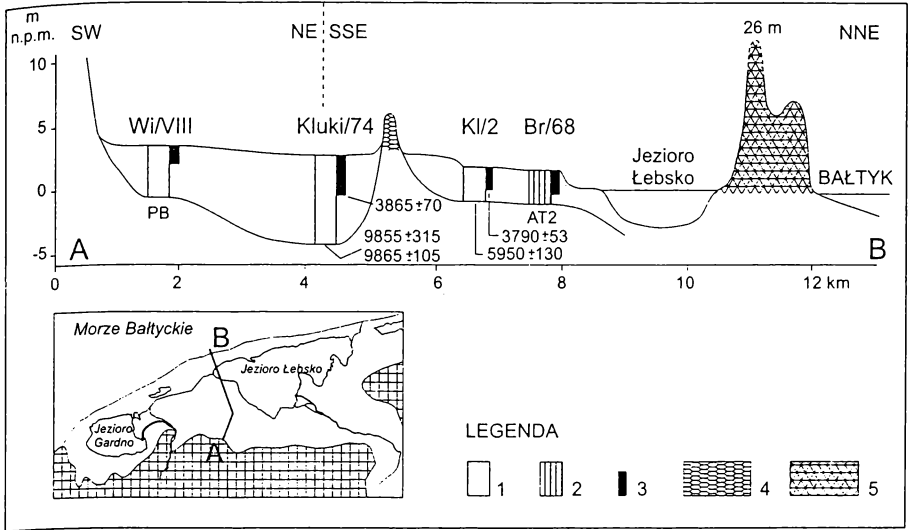 m
n.p.m.
SW NE SSE 26 m NNE
10
5
0
-5
Wi/VIII Kluki/74 Kl/2 Br/68
Jezioro
Łebsko
BAŁTYK
PB
3865 ±70
AT2
9855 ±315 3790 ±53
9865 ±105 5950 ±130
A B
0 2 4 6 8 10 12 km
Morze Bałtyckie
B
Jezioro Łebsko
Jezioro
Gardno
A
LEGENDA
1 2 3 4 5